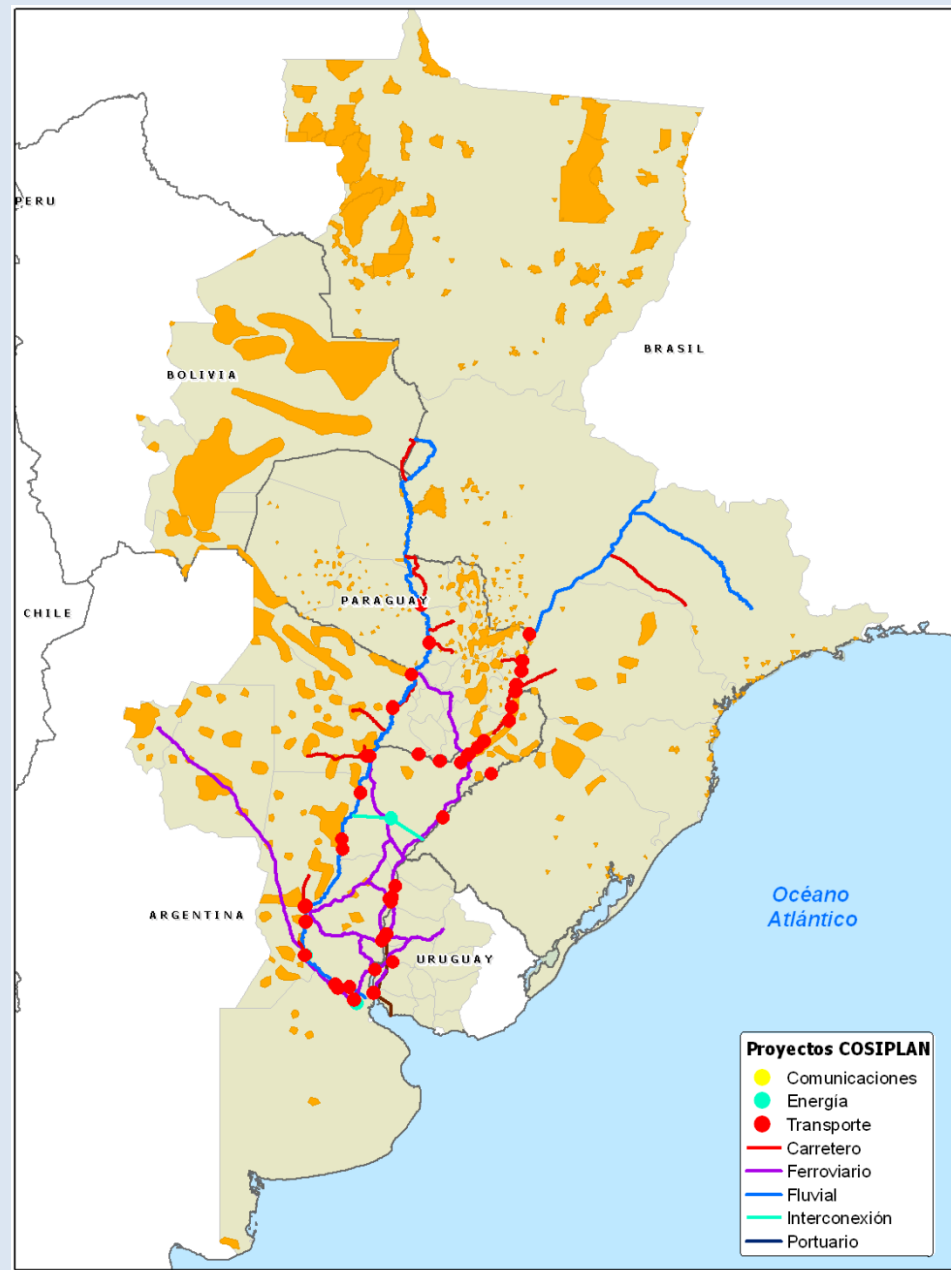 PERU
BRASIL
BOLIVIA
PARAGUAY
CHILE
Océano
Atlántico
ARGENTINA
URUGUAY
Proyectos COSIPLAN
Comunicaciones
Energía
Transporte
Carretero
Ferroviario
Fluvial
Interconexión
Portuario